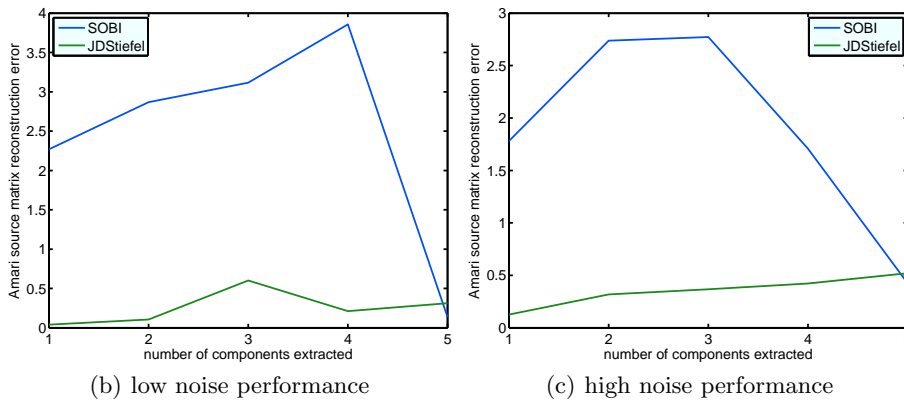 4
3.5
3
2.5
2
1.5
1
0.5
0
1
2
3
4
5
Amari source matrix reconstruction error
number of components extracted
SOBI
JDStiefel
(b) low noise performance
3
2.5
2
1.5
1
0.5
0
1
2
3
4
Amari source matrix reconstruction error
number of components extracted
SOBI
JDStiefel
(c) high noise performance